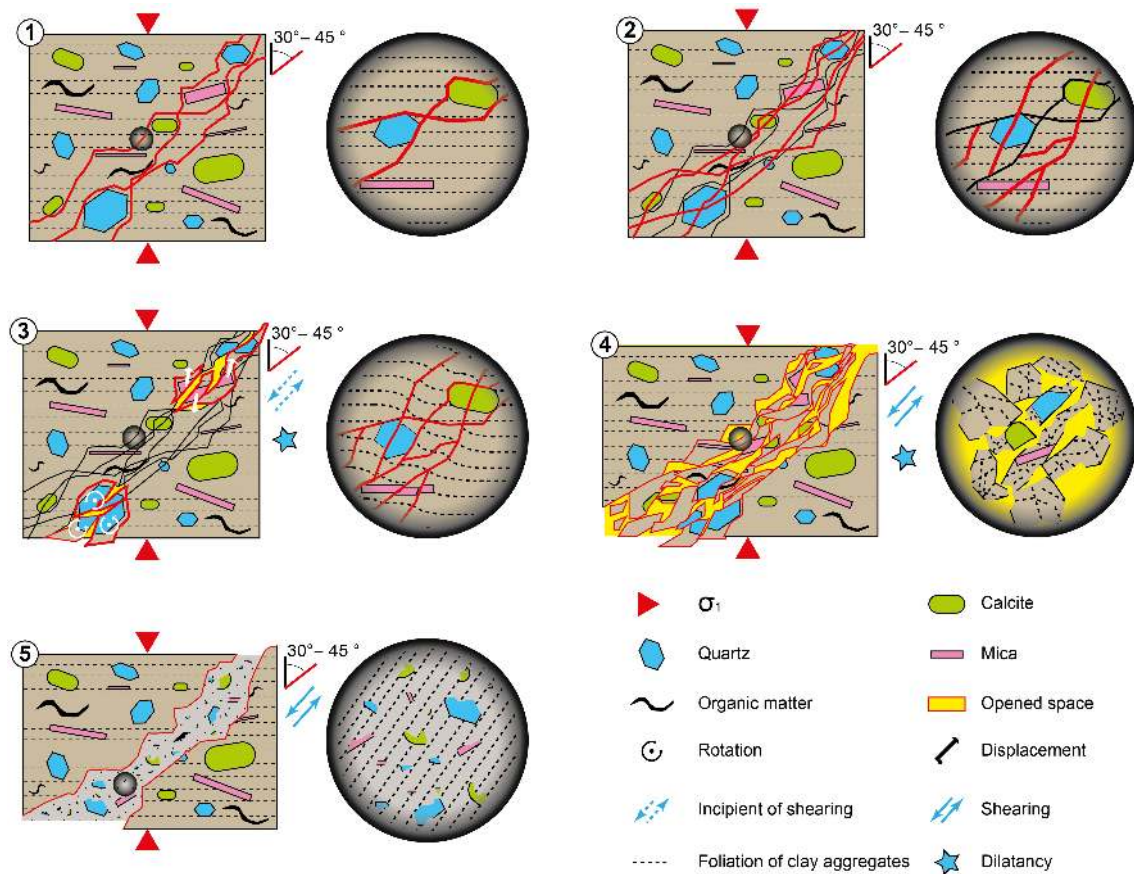 1
30°– 45 °
2
30°– 45 °
3
30°– 45 °
4
30°– 45 °
5
30°– 45 °
σ₁
Calcite
Quartz
Mica
Organic matter
Opened space
Rotation
Displacement
Incipient of shearing
Shearing
Foliation of clay aggregates
Dilatancy